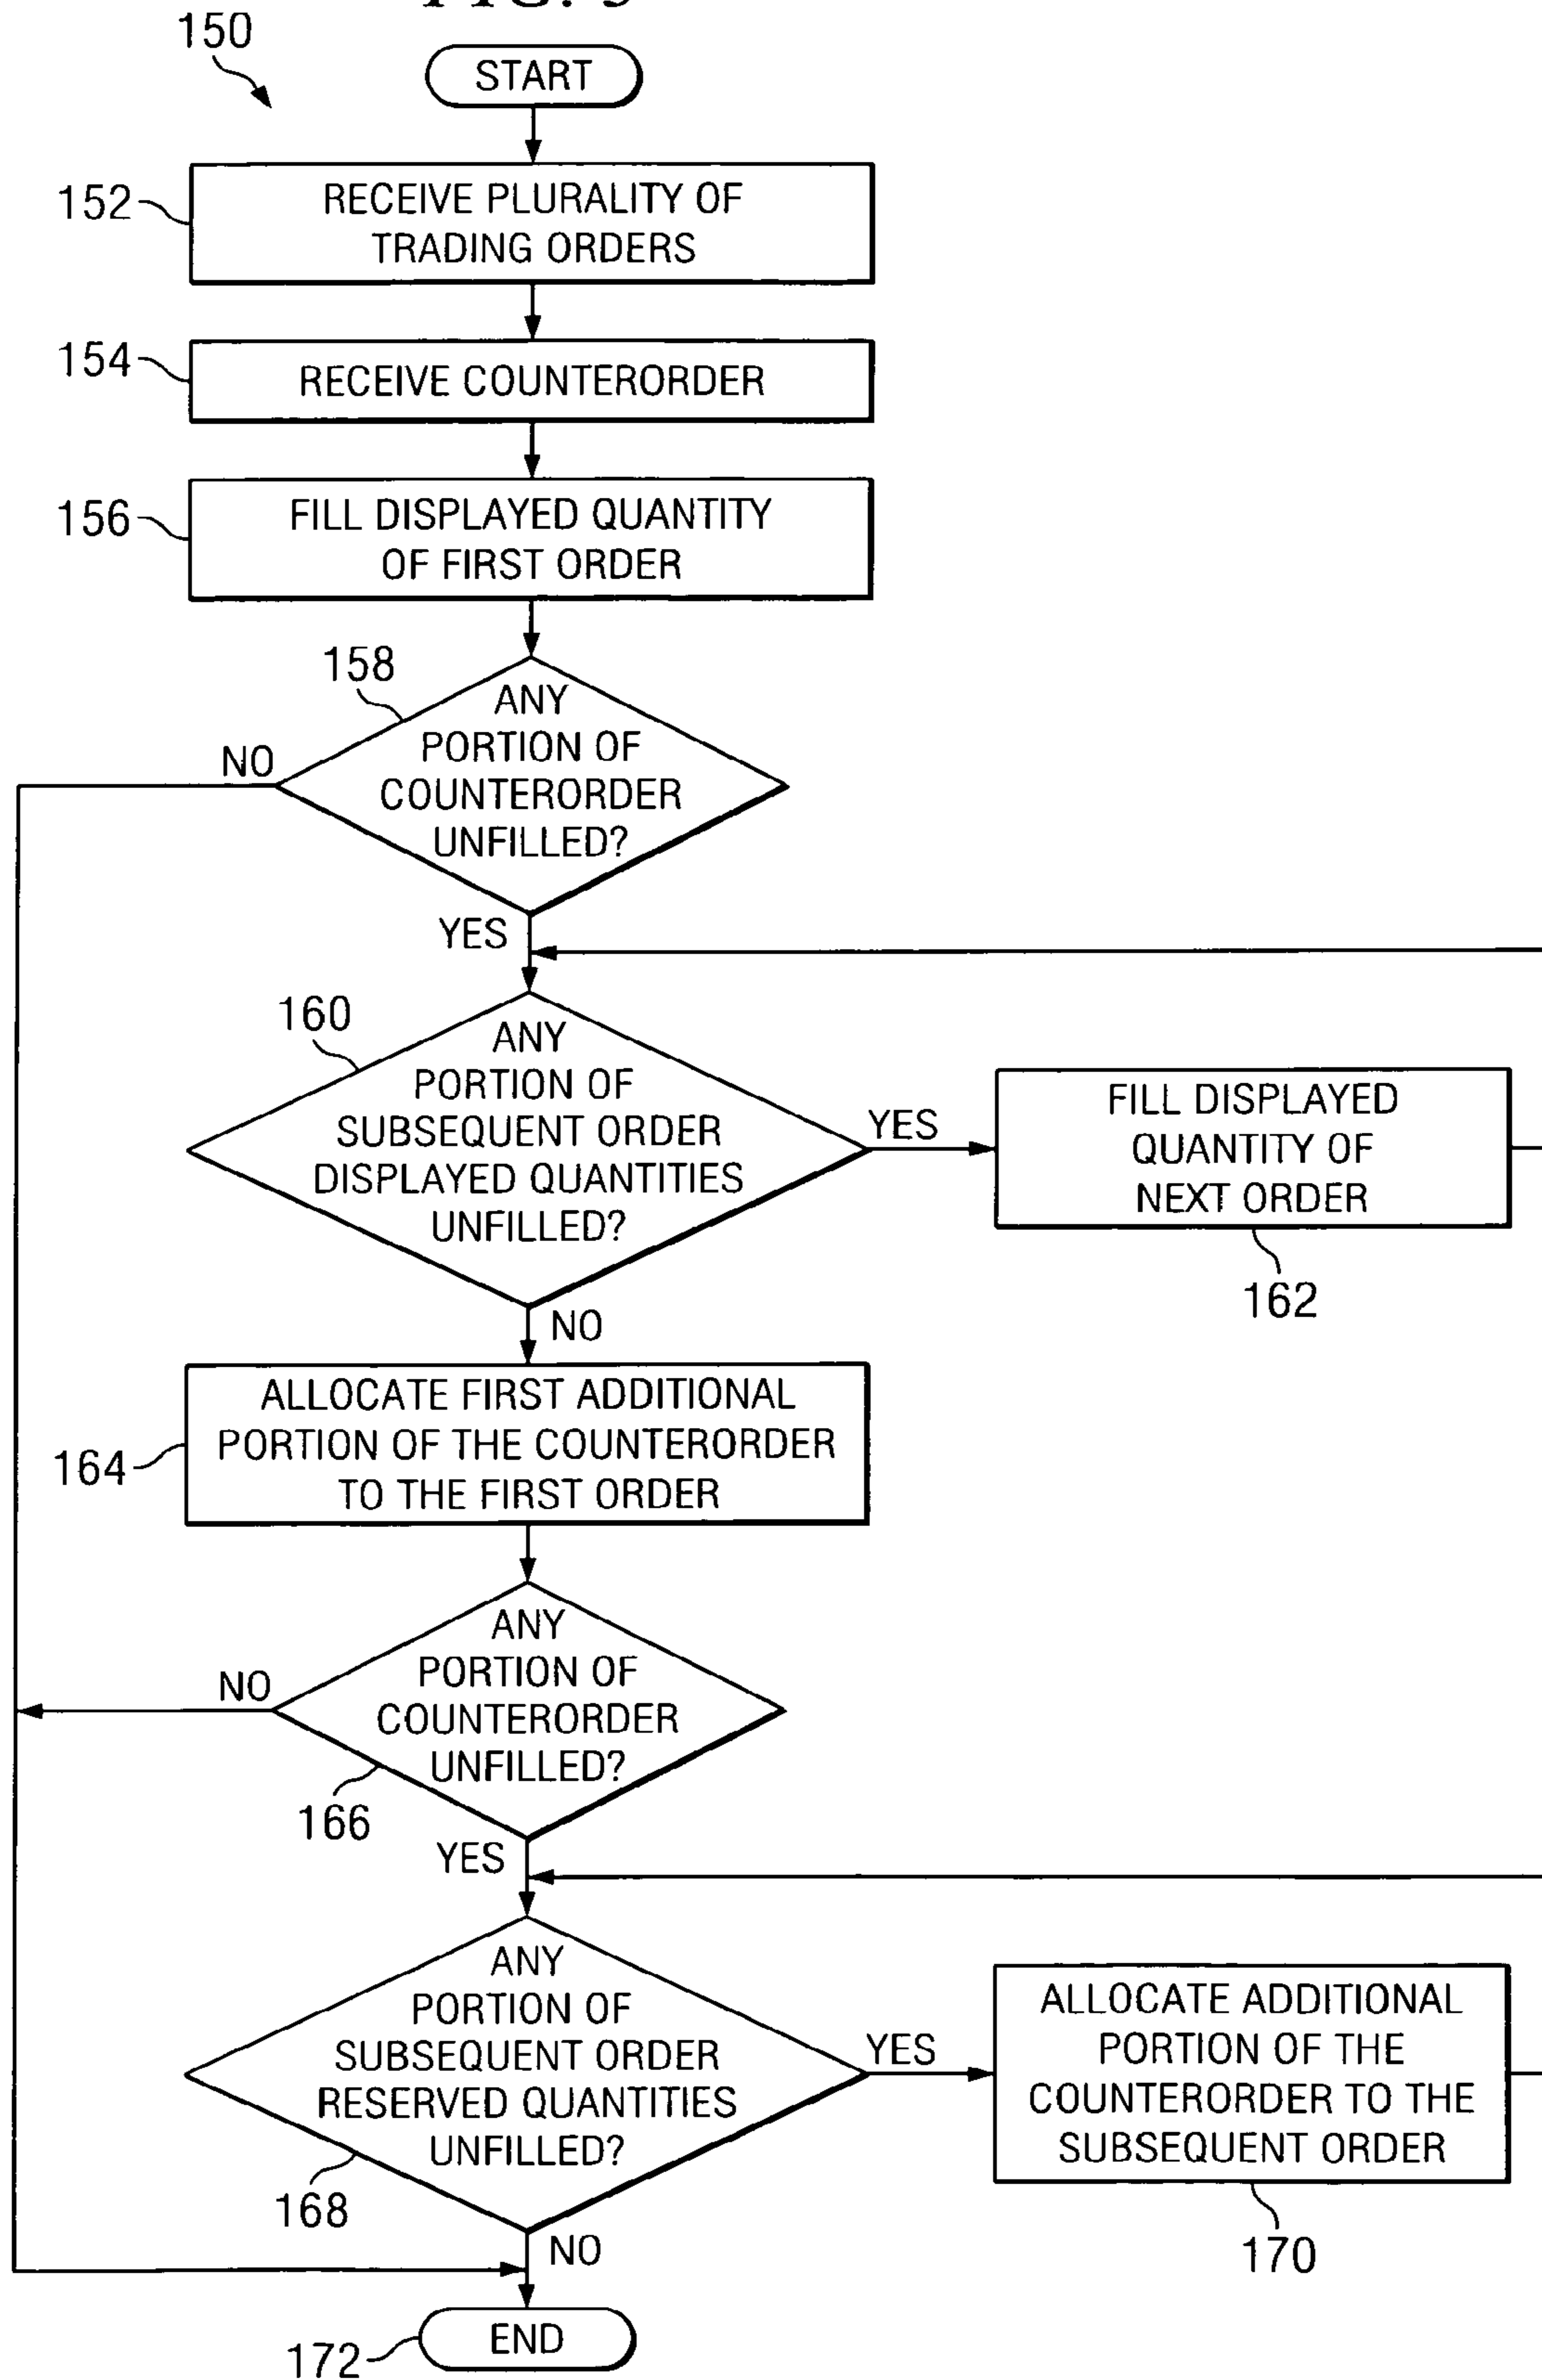 150
START
152
RECEIVE PLURALITY OF
TRADING ORDERS
154
RECEIVE COUNTERORDER
156
FILL DISPLAYED QUANTITY
OF FIRST ORDER
158
ANY
PORTION OF
COUNTERORDER
UNFILLED?
NO
YES
160
ANY
PORTION OF
SUBSEQUENT ORDER
DISPLAYED QUANTITIES
UNFILLED?
YES
FILL DISPLAYED
QUANTITY OF
NEXT ORDER
162
NO
164
ALLOCATE FIRST ADDITIONAL
PORTION OF THE COUNTERORDER
TO THE FIRST ORDER
ANY
PORTION OF
COUNTERORDER
UNFILLED?
NO
166
YES
ANY
PORTION OF
SUBSEQUENT ORDER
RESERVED QUANTITIES
UNFILLED?
168
YES
ALLOCATE ADDITIONAL
PORTION OF THE
COUNTERORDER TO THE
SUBSEQUENT ORDER
170
NO
END
172